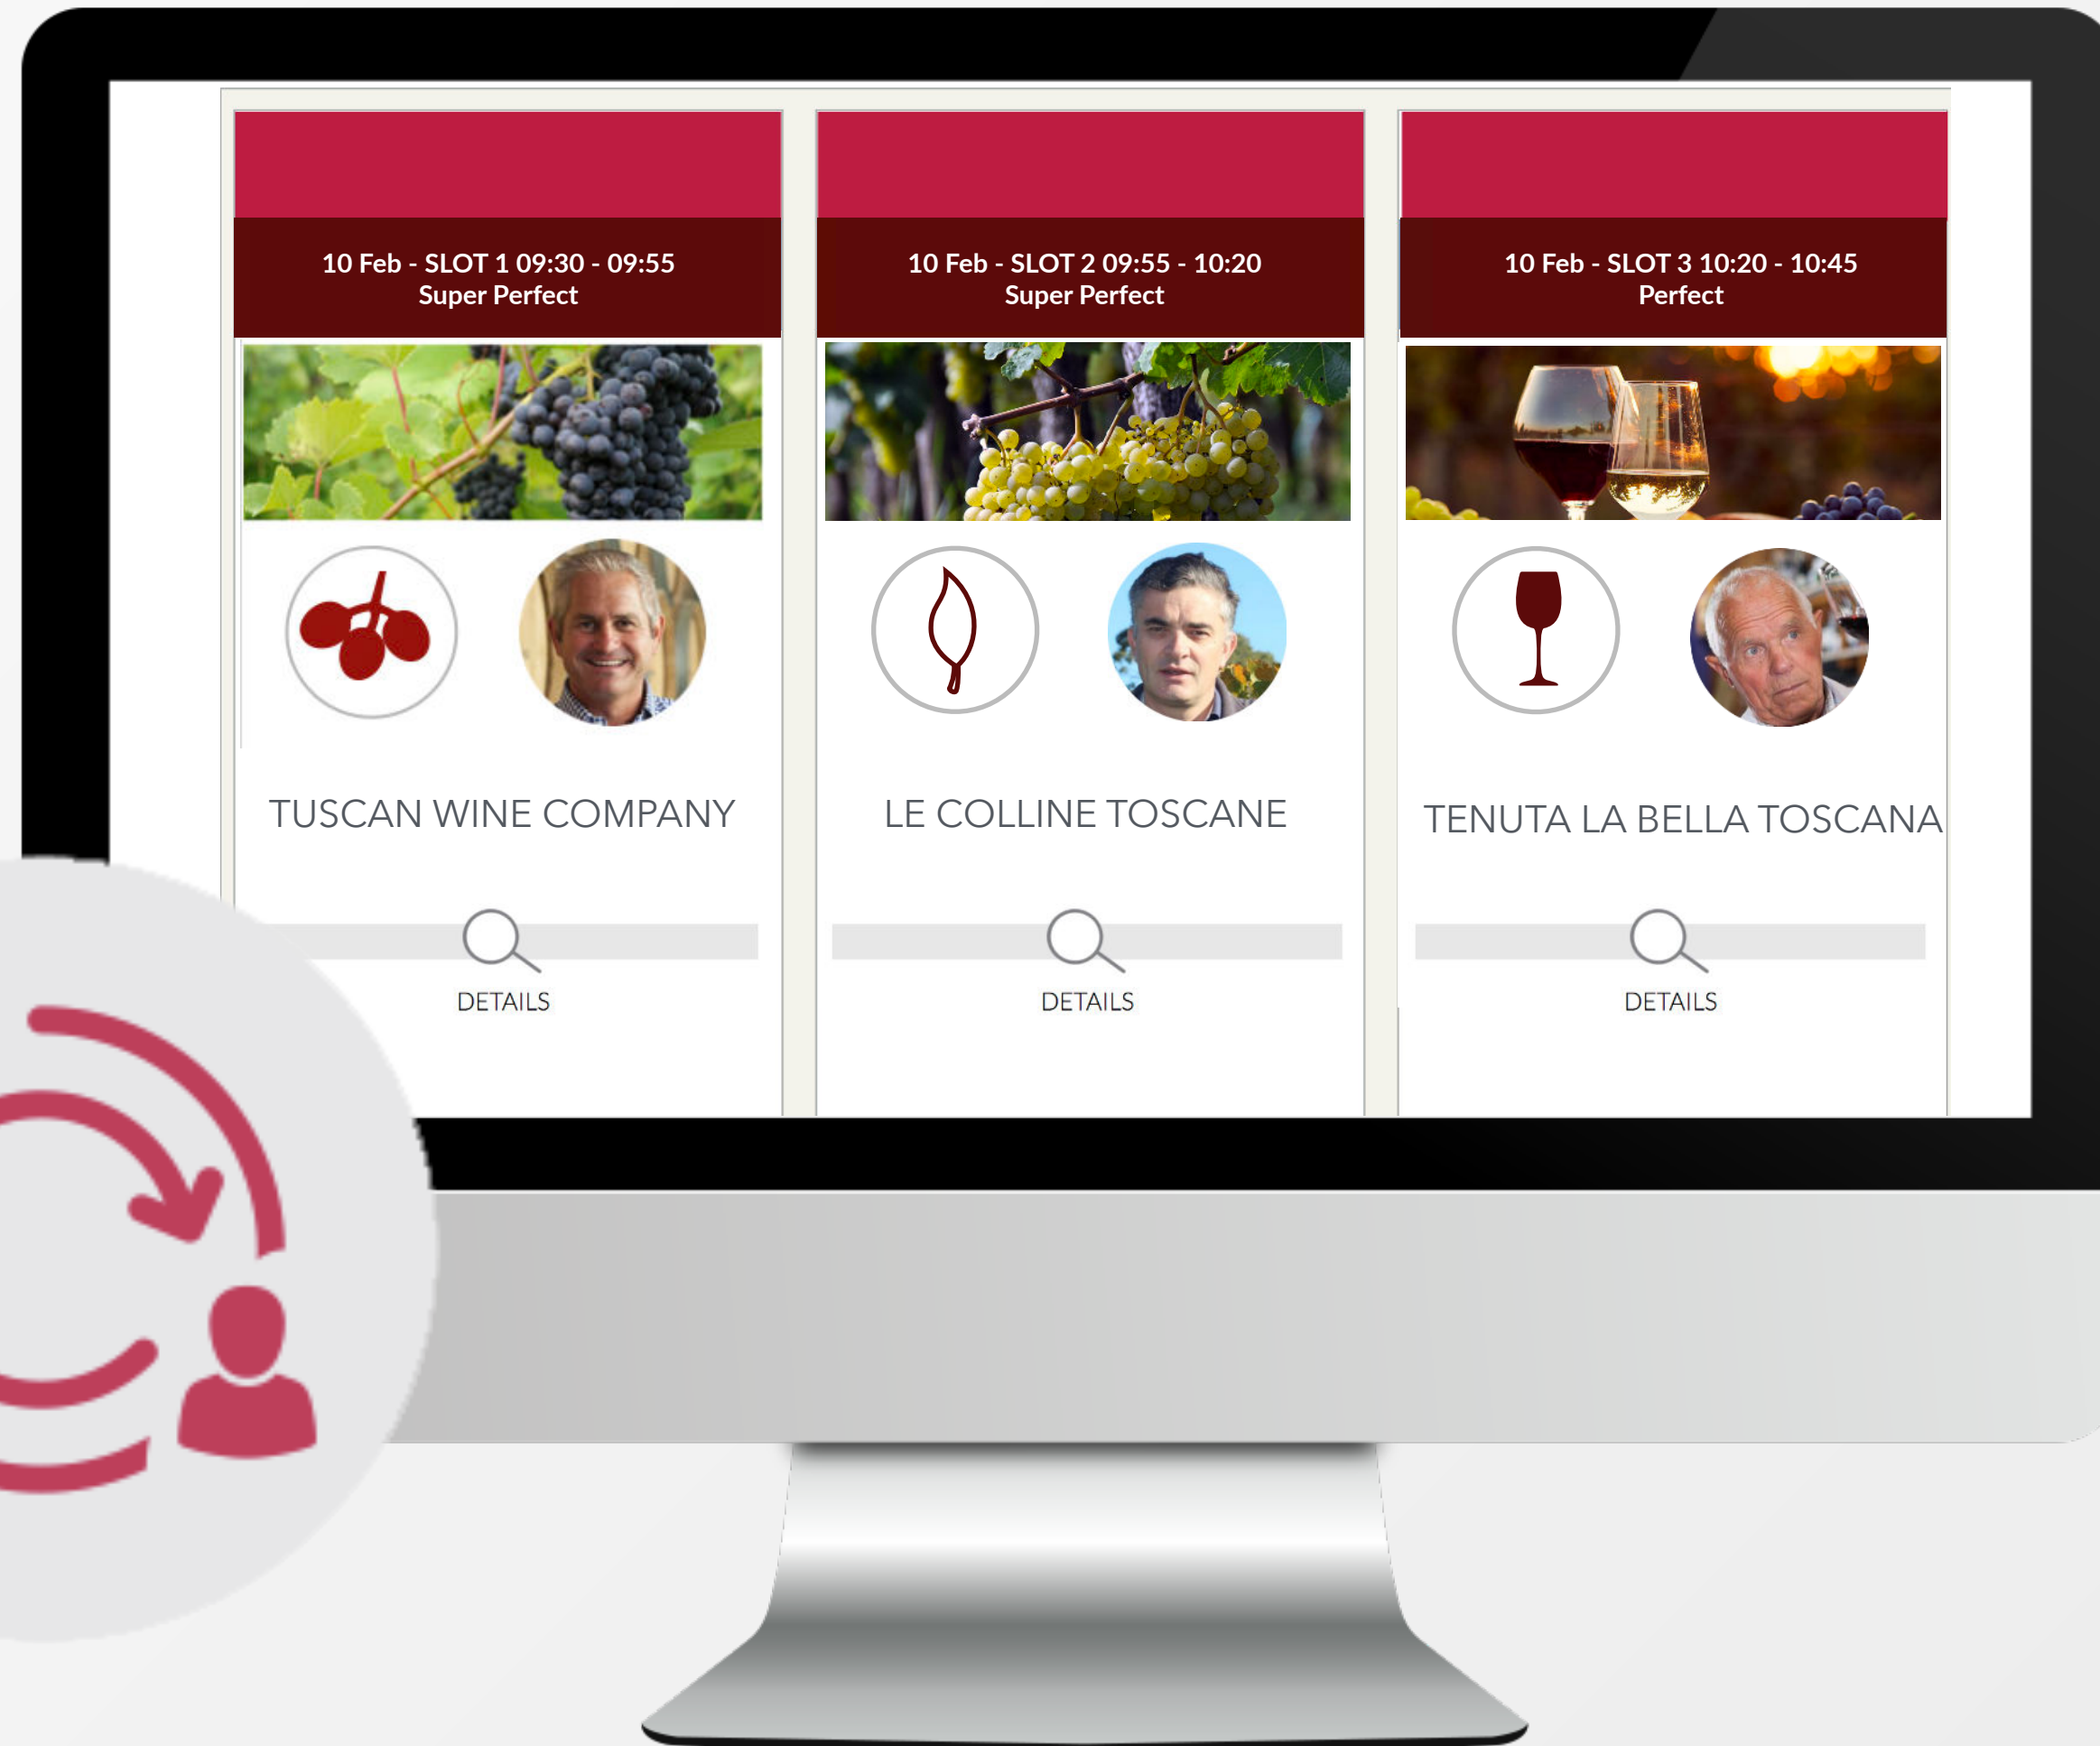 10 Feb - SLOT 1 09:30 - 09:55
Super Perfect
TUSCAN WINE COMPANY
DETAILS
10 Feb - SLOT 2 09:55 - 10:20
Super Perfect
LE COLLINE TOSCANE
DETAILS
10 Feb - SLOT 3 10:20 - 10:45
Perfect
TENUTA LA BELLA TOSCANA
DETAILS